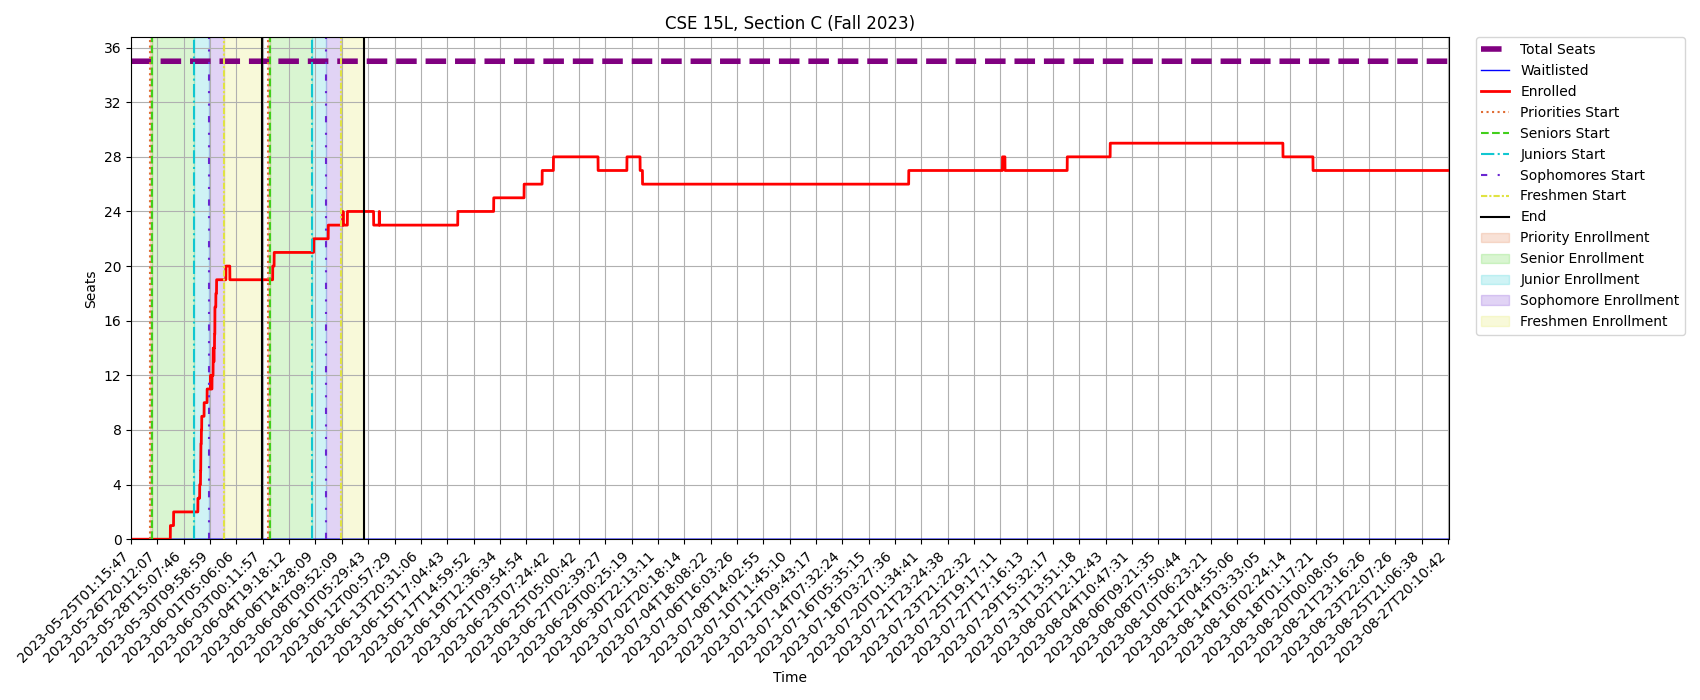 CSE 15L, Section C (Fall 2023)
Seats
36
32
28
24
20
16
12
8
4
0
2023-05-25T01:15:47
2023-05-26T20:12:07
2023-05-28T15:07:46
2023-05-30T09:58:59
2023-06-01T05:06:06
2023-06-03T00:11:57
2023-06-04T19:18:12
2023-06-06T14:28:09
2023-06-08T09:52:09
2023-06-10T05:29:43
2023-06-12T00:57:29
2023-06-13T20:31:06
2023-06-15T17:04:43
2023-06-17T14:59:52
2023-06-19T12:36:34
2023-06-21T09:54:54
2023-06-23T07:24:42
2023-06-25T05:00:42
2023-06-27T02:39:27
2023-06-29T00:25:19
2023-06-30T22:13:11
2023-07-02T20:18:14
2023-07-04T18:08:22
2023-07-06T16:03:26
2023-07-08T14:02:55
2023-07-10T11:45:10
2023-07-12T09:43:17
2023-07-14T07:32:24
2023-07-16T05:35:15
2023-07-18T03:27:36
2023-07-20T01:34:41
2023-07-21T23:24:38
2023-07-23T21:22:32
2023-07-25T19:17:11
2023-07-27T17:16:13
2023-07-29T15:32:17
2023-07-31T13:51:18
2023-08-02T12:12:43
2023-08-04T10:47:31
2023-08-06T09:21:35
2023-08-08T07:50:44
2023-08-10T06:23:21
2023-08-12T04:55:06
2023-08-14T03:33:05
2023-08-16T02:24:14
2023-08-18T01:17:21
2023-08-20T00:08:05
2023-08-21T23:16:26
2023-08-23T22:07:26
2023-08-25T21:06:38
2023-08-27T20:10:42
Time
Total Seats
Waitlisted
Enrolled
Priorities Start
Seniors Start
Juniors Start
Sophomores Start
Freshmen Start
End
Priority Enrollment
Senior Enrollment
Junior Enrollment
Sophomore Enrollment
Freshmen Enrollment